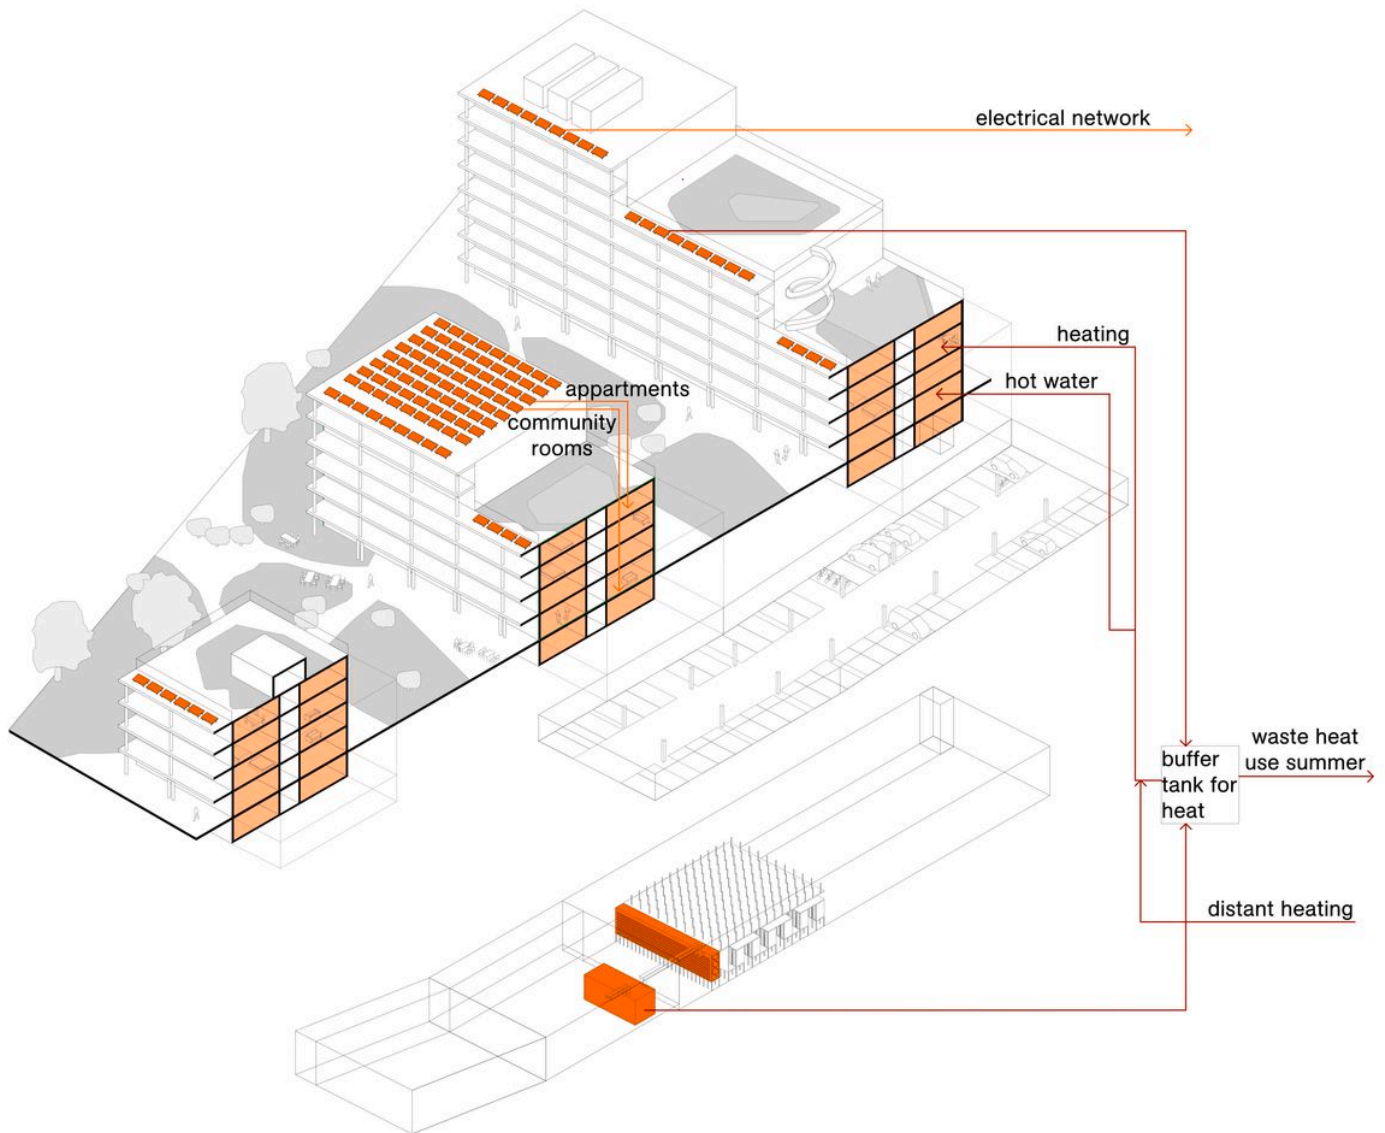 electrical network
heating
hot water
appartments
community
rooms
buffer
tank for
heat
waste heat
use summer
distant heating